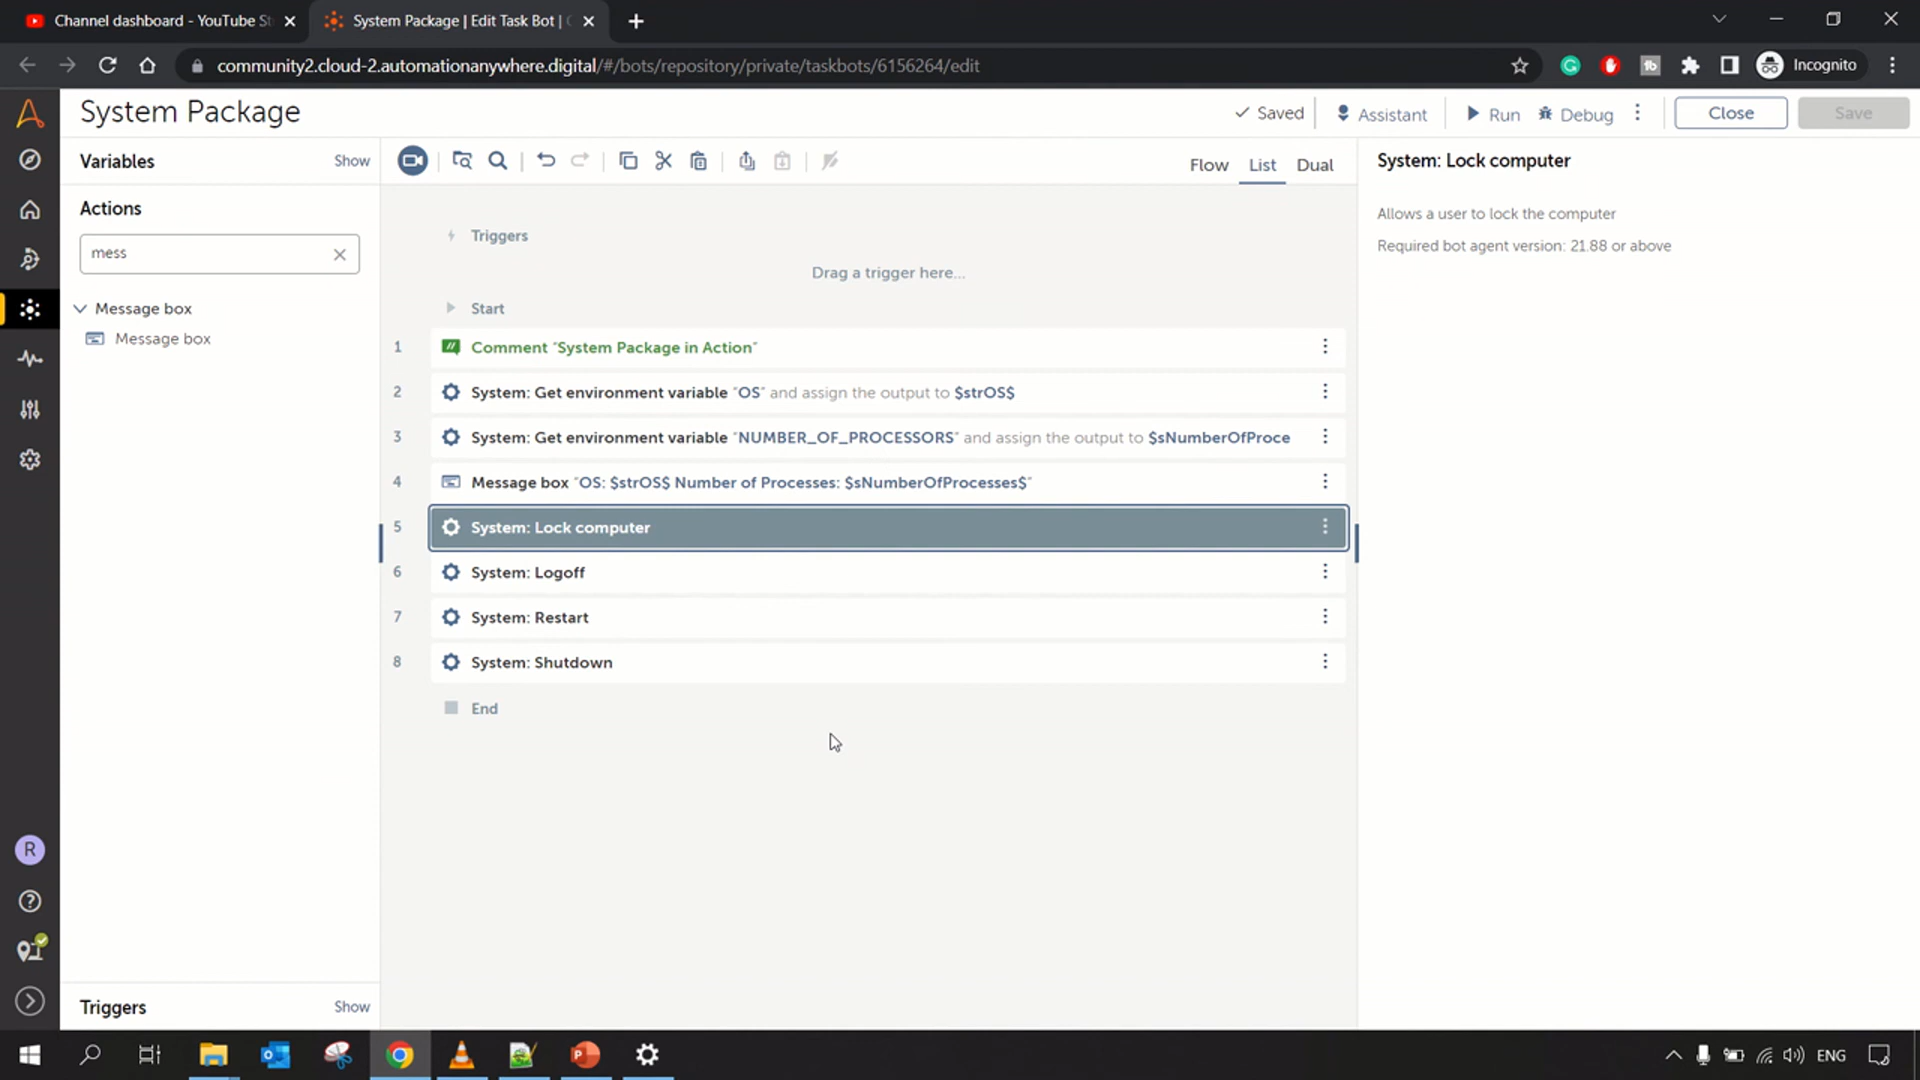 Channel dashboard - YouTube St
System Package | Edit Task Bot |
community2.cloud-2.automationanywhere.digital/#/bots/repository/private/taskbots/6156264/edit
Incognito
System Package
Saved
Assistant
Run
Debug
Close
Save
Variables
Show
Flow
List
Dual
System: Lock computer
Actions
Allows a user to lock the computer
Required bot agent version: 21.88 or above
mess
Message box
Message box
Triggers
Drag a trigger here...
Start
1 Comment "System Package in Action"
2 System: Get environment variable "OS" and assign the output to $strOS$
3 System: Get environment variable "NUMBER_OF_PROCESSORS" and assign the output to $sNumberOfProce
4 Message box "OS: $strOS$ Number of Processes: $sNumberOfProcesses$"
5 System: Lock computer
6 System: Logoff
7 System: Restart
8 System: Shutdown
End
R
Triggers
Show
ENG